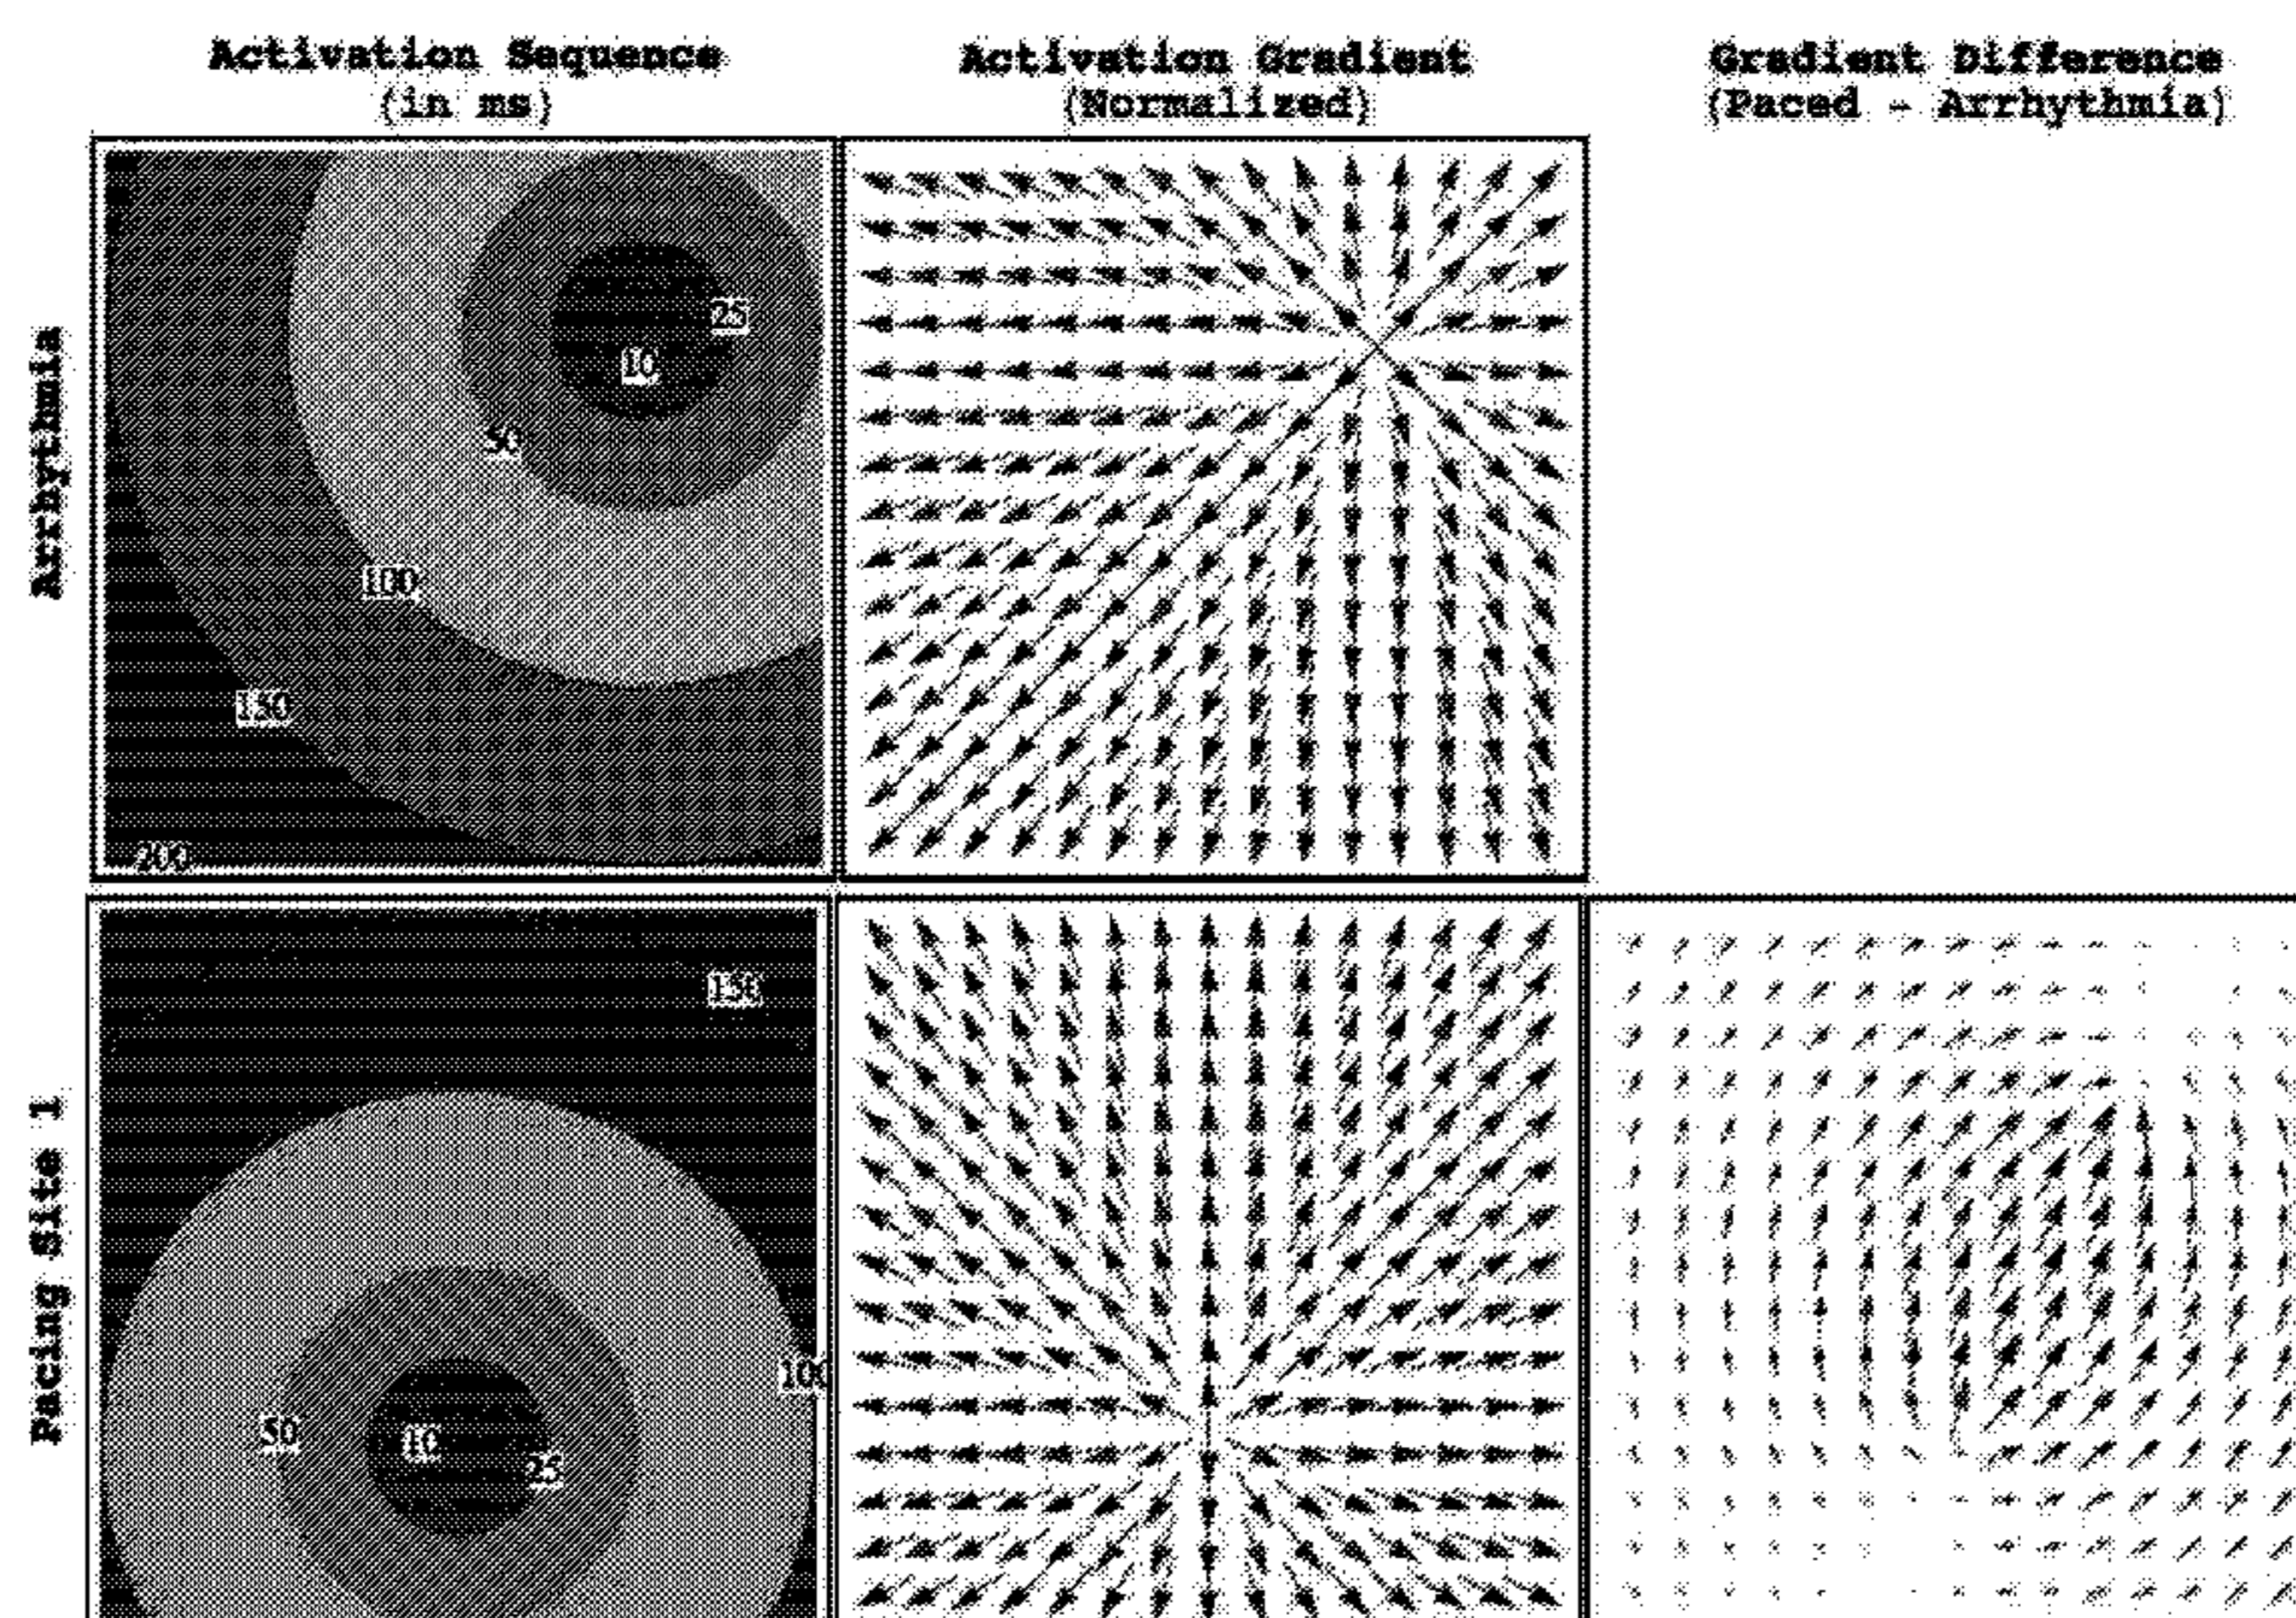 Activation Sequence
(in ms)
Activation Gradient
(Normalized)
Gradient Difference
(Paced - Arrhythmia)
Arrhythmia
25
10
50
100
150
200
Pacing Site 1
150
100
50
10
25